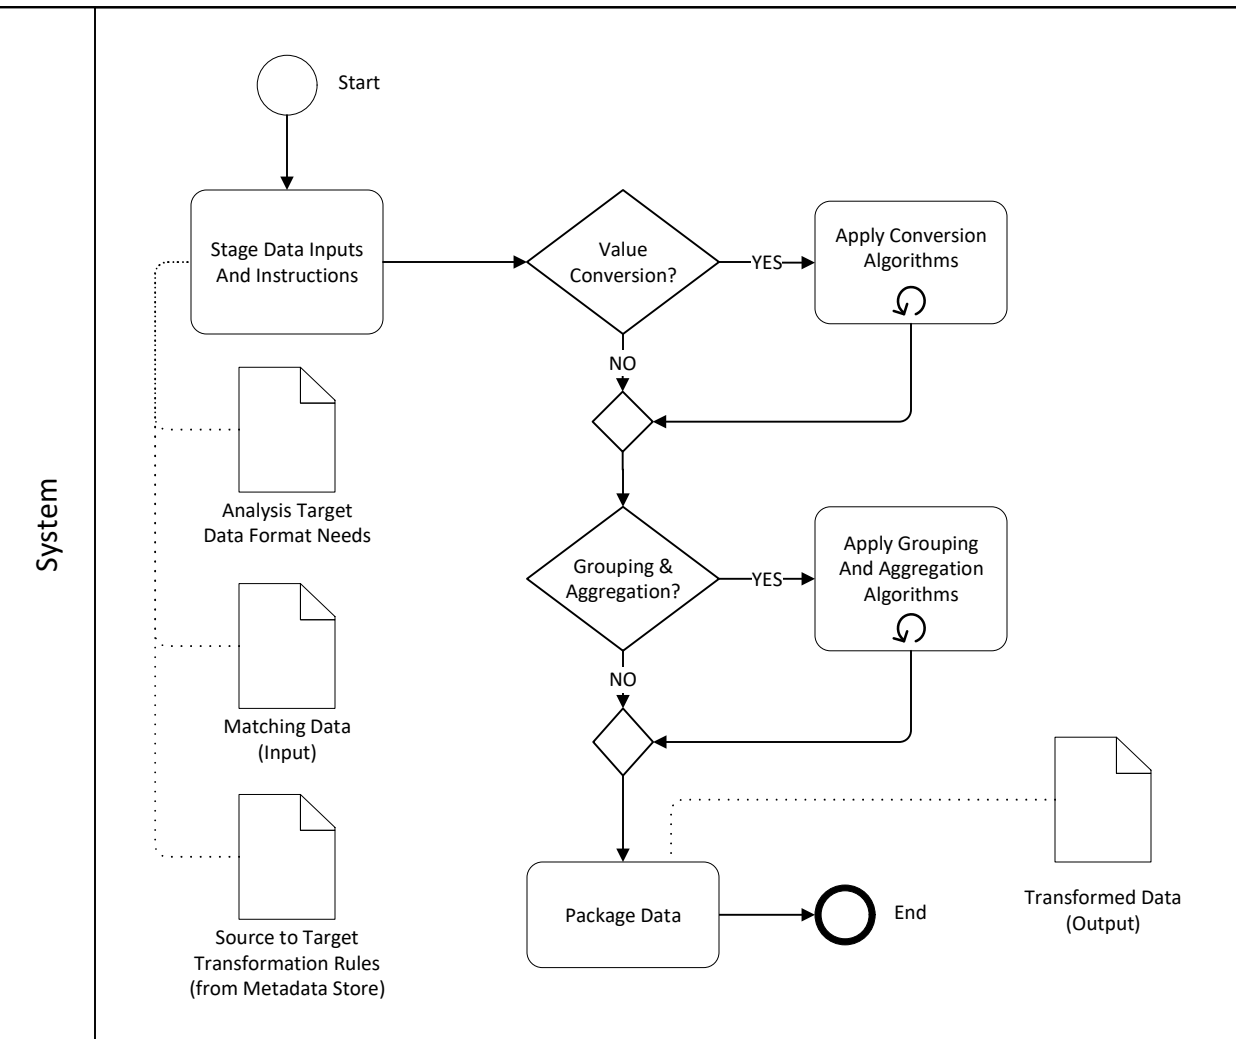 System
Start
Stage Data Inputs
And Instructions
Value
Conversion?
YES
Apply Conversion
Algorithms
NO
Analysis Target
Data Format Needs
Grouping &
Aggregation?
YES
Apply Grouping
And Aggregation
Algorithms
NO
Matching Data
(Input)
Source to Target
Transformation Rules
(from Metadata Store)
Package Data
End
Transformed Data
(Output)